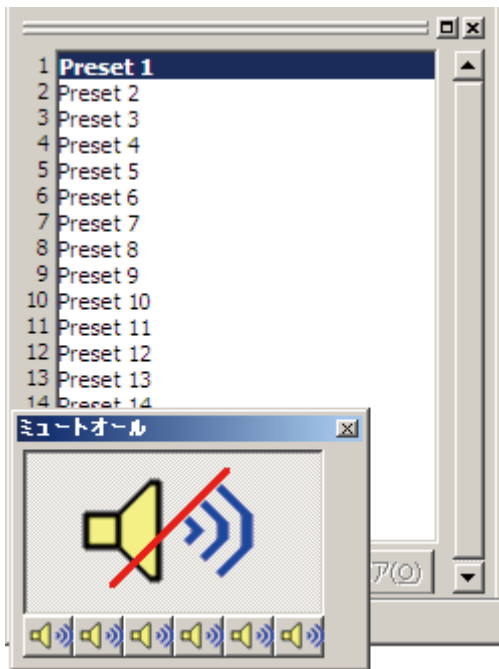 1 Preset 1
2 Preset 2
3 Preset 3
4 Preset 4
5 Preset 5
6 Preset 6
7 Preset 7
8 Preset 8
9 Preset 9
10 Preset 10
11 Preset 11
12 Preset 12
13 Preset 13
14 Preset 14
ミュートオール
ア(O)